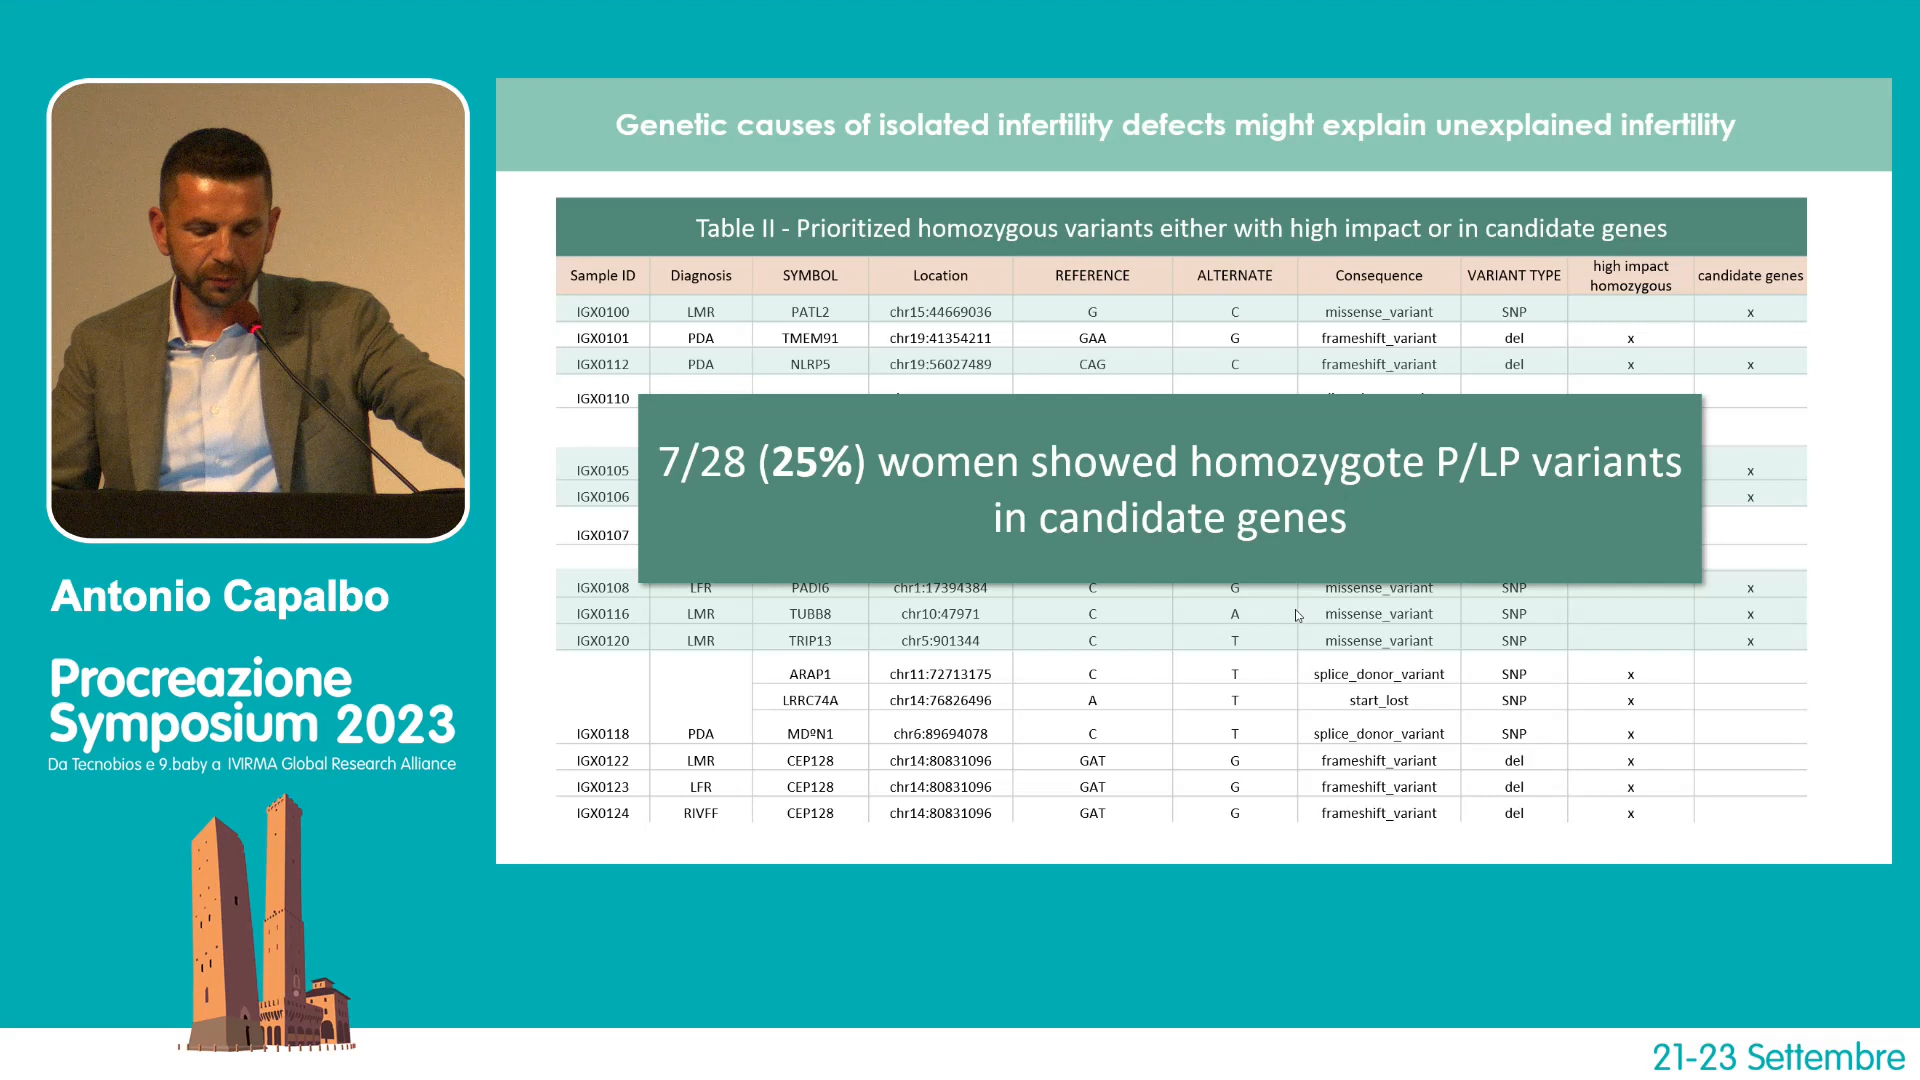 Genetic causes of isolated infertility defects might explain unexplained infertility
Table II - Prioritized homozygous variants either with high impact or in candidate genes
Sample ID Diagnosis SYMBOL Location REFERENCE ALTERNATE Consequence VARIANT TYPE high impact homozygous candidate genes
IGX0100 LMR PATL2 chr15:44669036 G C missense_variant SNP x
IGX0101 PDA TMEM91 chr19:41354211 GAA G frameshift_variant del x
IGX0112 PDA NLRP5 chr19:56027489 CAG C frameshift_variant del x x
IGX0110
IGX0105 x
IGX0106 x
IGX0107
7/28 (25%) women showed homozygote P/LP variants
in candidate genes
IGX0108 LFR PADI6 chr1:17394384 C G missense_variant SNP x
IGX0116 LMR TUBB8 chr10:47971 C A missense_variant SNP x
IGX0120 LMR TRIP13 chr5:901344 C T missense_variant SNP x
ARAP1 chr11:72713175 C T splice_donor_variant SNP x
LRRC74A chr14:76826496 A T start_lost SNP x
IGX0118 PDA MDºN1 chr6:89694078 C T splice_donor_variant SNP x
IGX0122 LMR CEP128 chr14:80831096 GAT G frameshift_variant del x
IGX0123 LFR CEP128 chr14:80831096 GAT G frameshift_variant del x
IGX0124 RIVFF CEP128 chr14:80831096 GAT G frameshift_variant del x
Antonio Capalbo
Procreazione
Symposium 2023
Da Tecnobios e 9.baby a IVIRMA Global Research Alliance
21-23 Settembre